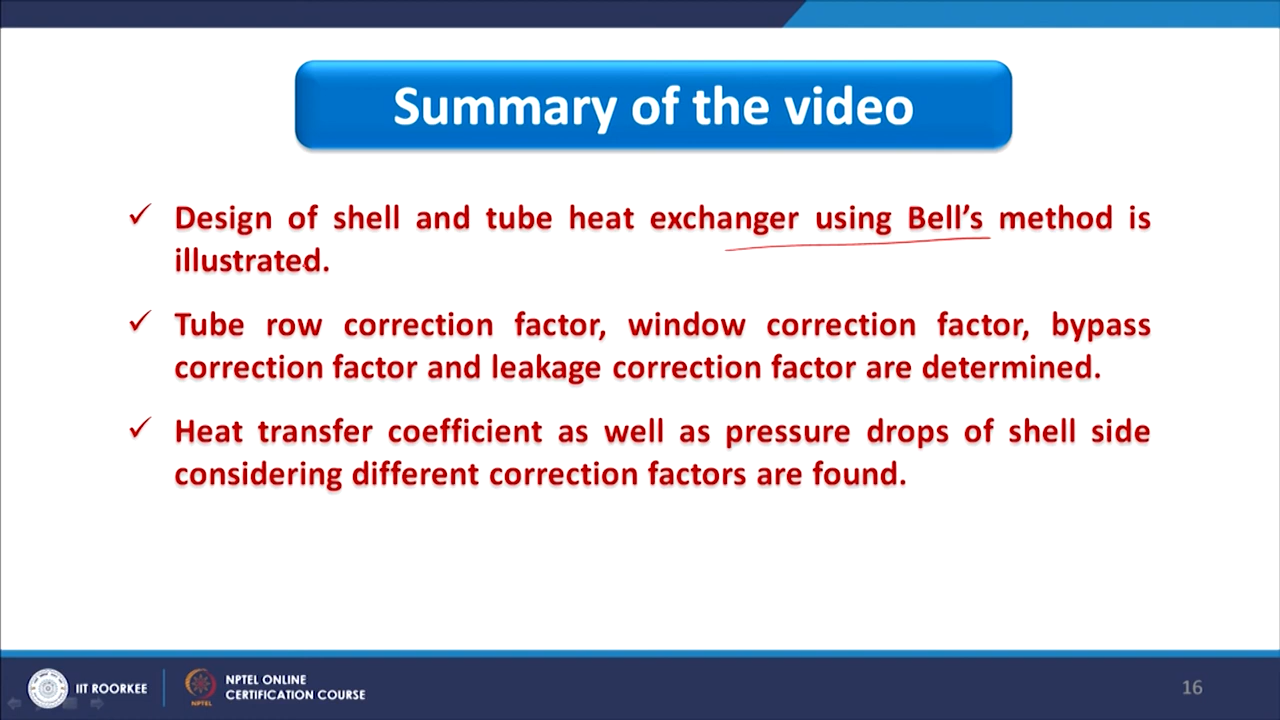 Summary of the video
✓ Design of shell and tube heat exchanger using Bell's method is
illustrated.
✓ Tube row correction factor, window correction factor, bypass
correction factor and leakage correction factor are determined.
✓ Heat transfer coefficient as well as pressure drops of shell side
considering different correction factors are found.
IIT ROORKEE
NPTEL
NPTEL ONLINE
CERTIFICATION COURSE
16